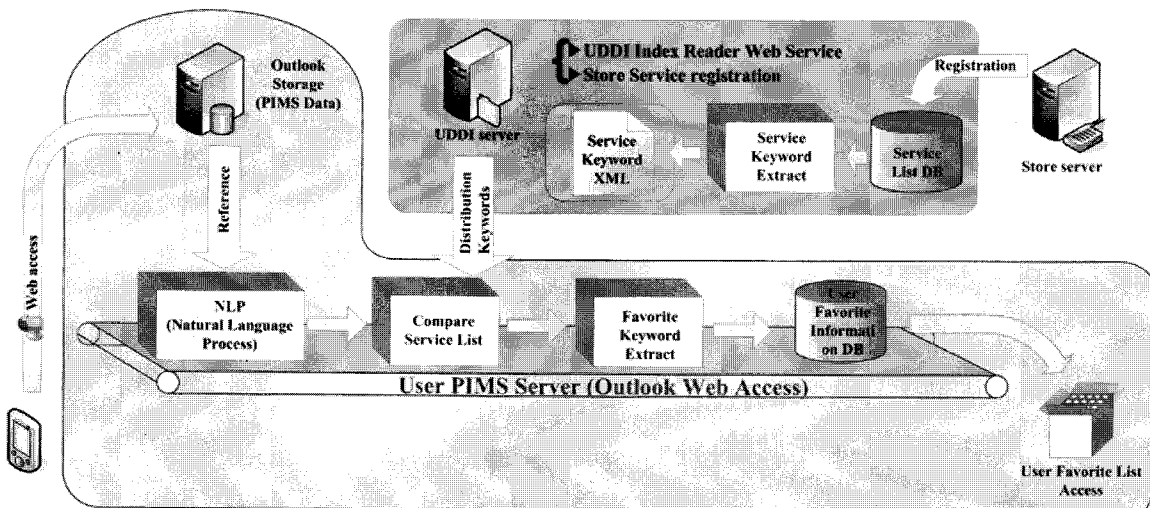 Outlook
Storage
(PIMS Data)
UDDI server
UDDI Index Reader Web Service
Store Service registration
Service
Keyword
XML
Service
Keyword
Extract
Service
List DB
Registration
Store server
Web access
Reference
Distribution
Keywords
NLP
(Natural Language
Process)
Compare
Service List
Favorite
Keyword
Extract
User
Favorite
Informati
on DB
User PIMS Server (Outlook Web Access)
User Favorite List
Access